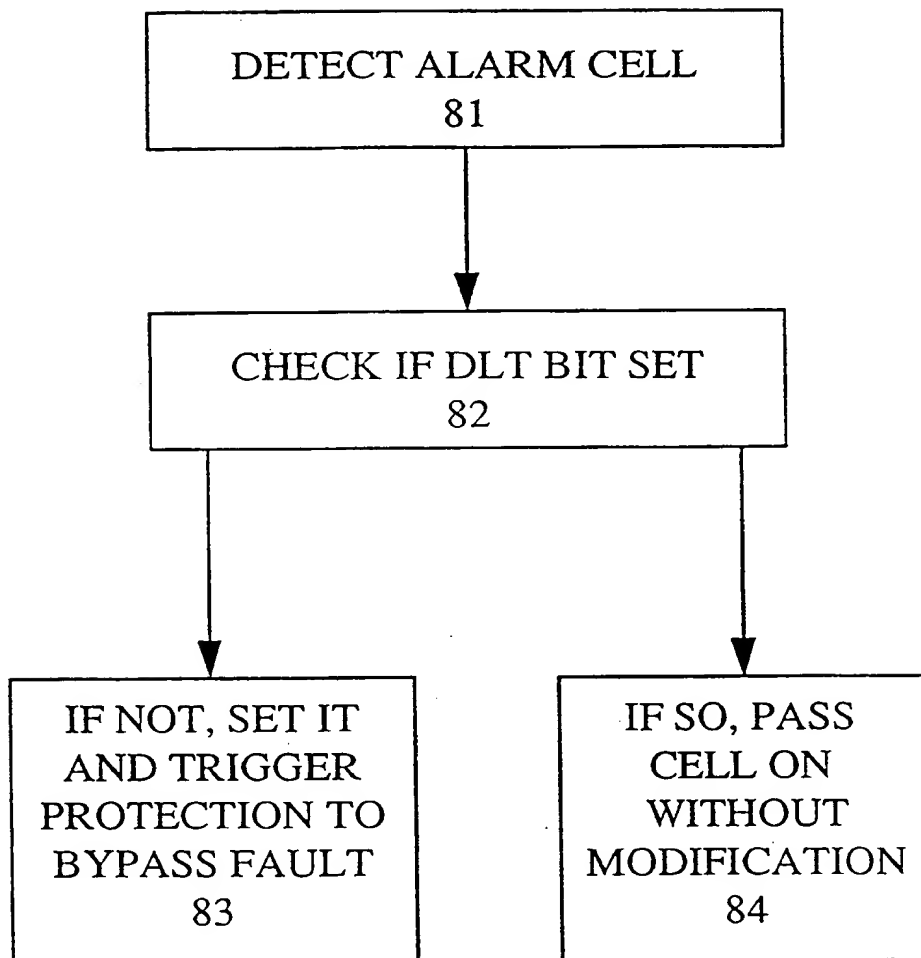 DETECT ALARM CELL
81
CHECK IF DLT BIT SET
82
IF NOT, SET IT
AND TRIGGER
PROTECTION TO
BYPASS FAULT
83
IF SO, PASS
CELL ON
WITHOUT
MODIFICATION
84